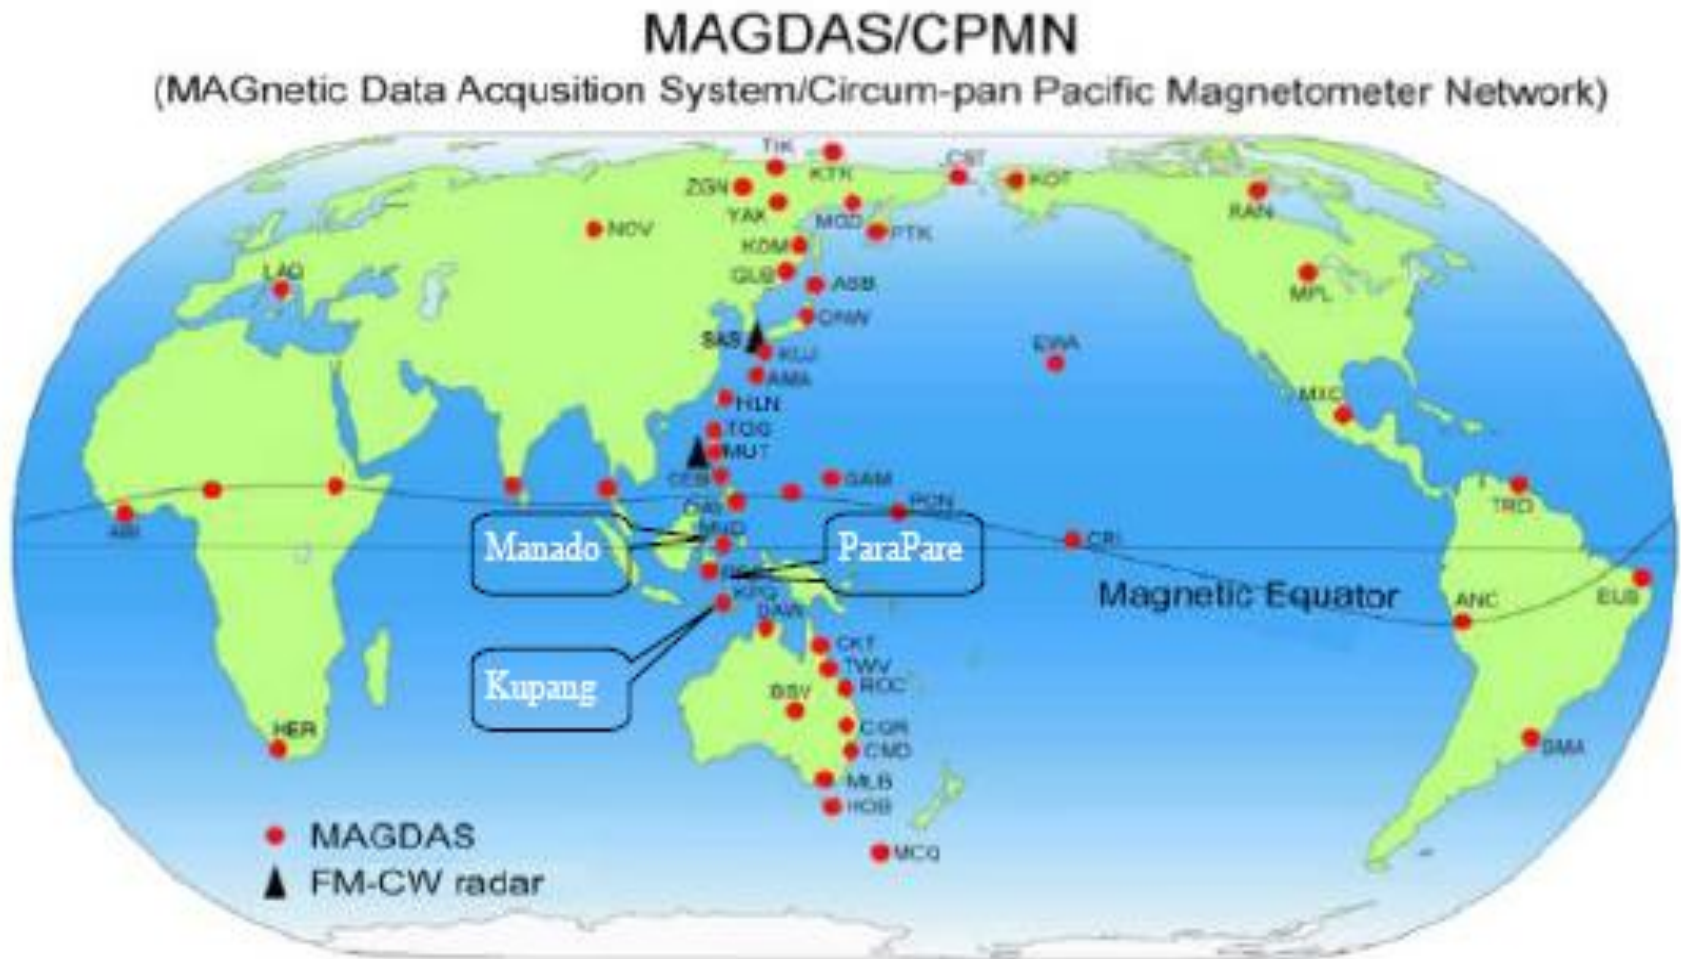 MAGDAS/CPMN
(MAGnetic Data Acqusition System/Circum-pan Pacific Magnetometer Network)
TIK
KTN
CST
KOT
ZGN
RAN
YAK
MGD
PTK
NOV
KOM
GLB
LAQ
ASB
MPL
ONW
SAS
KUJ
EWA
AMA
MXC
HLN
TOG
MUT
CEB
GAM
TRD
ABI
MND
Manado
ParaPare
CRI
KPG
Magnetic Equator
ANC
EUS
DAW
CKT
TWV
Kupang
BSV
ROC
HER
CGR
CMD
SMA
MLB
HOB
MAGDAS
MCQ
FM-CW radar